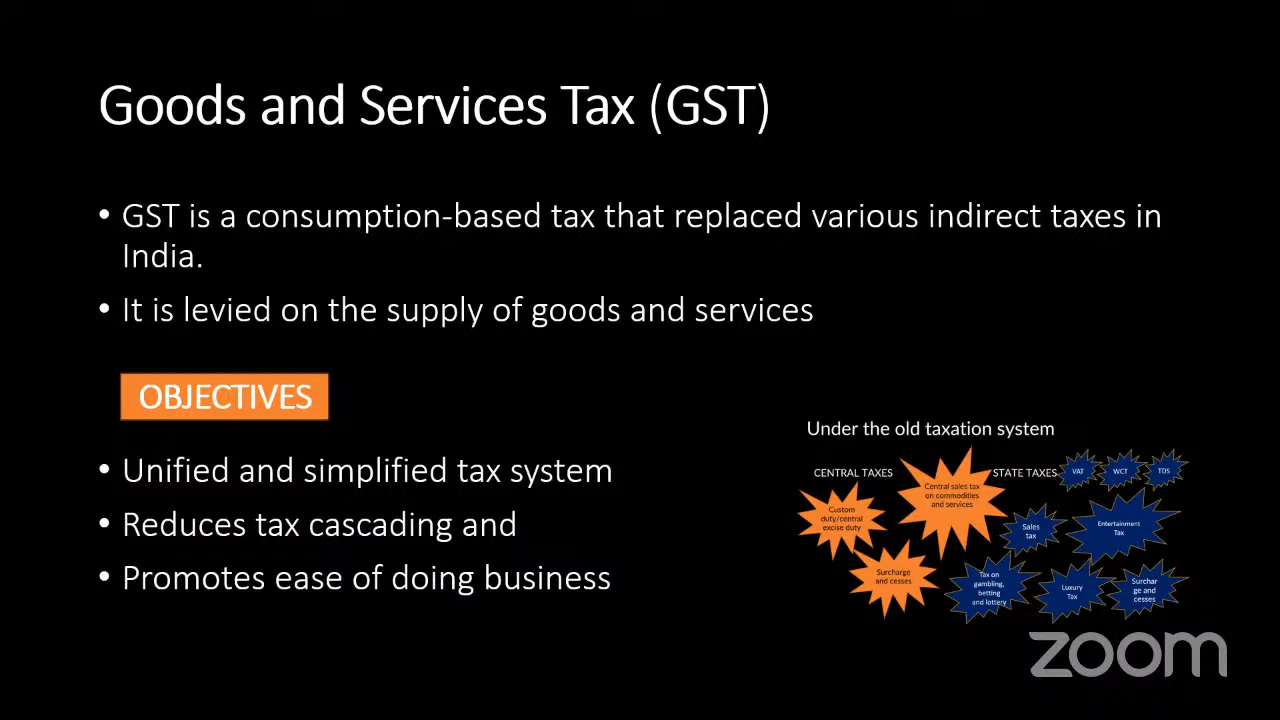 Goods and Services Tax (GST)
• GST is a consumption-based tax that replaced various indirect taxes in
India.
• It is levied on the supply of goods and services
OBJECTIVES
• Unified and simplified tax system
• Reduces tax cascading and
• Promotes ease of doing business
Under the old taxation system
CENTRAL TAXES
Central sales tax
on commodities
and services
Custom
duty/central
excise duty
Surcharge
and cesses
STATE TAXES
VAT
WCT
TDS
Sales
tax
Entertainment
Tax
Tax on
gambling,
betting
and lottery
Luxury
Tax
Surchar
ge and
cesses
zoom